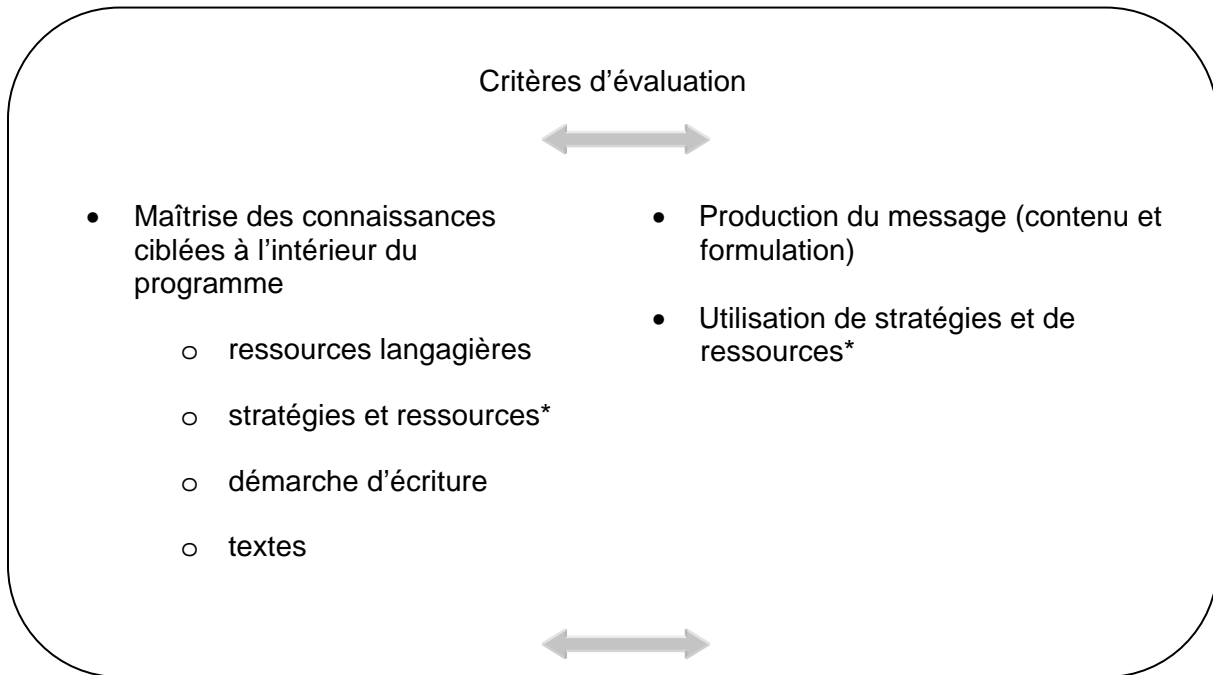 Critères d’évaluation
• Maîtrise des connaissances
ciblées à l’intérieur du
programme
o ressources langagières
o stratégies et ressources*
o démarche d’écriture
o textes
• Production du message (contenu et
formulation)
• Utilisation de stratégies et de
ressources*